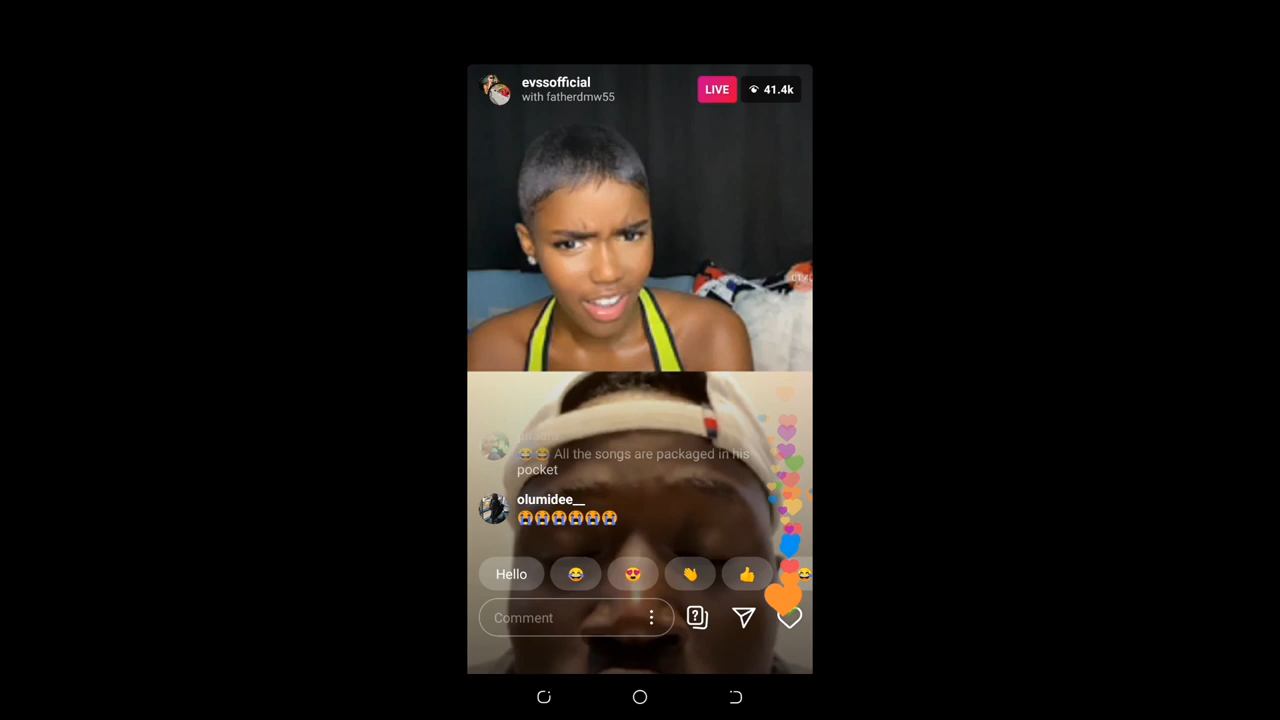 evssofficial
with fatherdmw55
LIVE
41.4k
😂😂 All the songs are packaged in his
pocket
olumidee__
😭😭😭😭😭😭
Hello
Comment